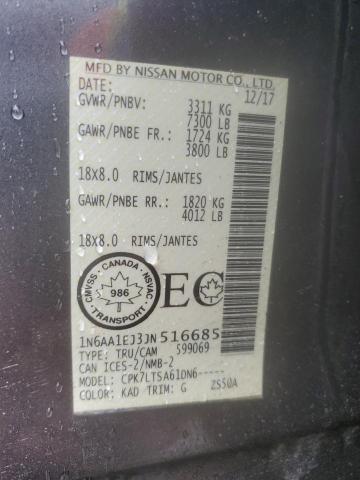 MFD BY NISSAN MOTOR CO., LTD.
DATE: 12/17
GVWR/PNBV: 3311 KG
7300 LB
GAWR/PNBE FR.: 1724 KG
3800 LB
18x8.0 RIMS/JANTES
GAWR/PNBE RR.: 1820 KG
4012 LB
18x8.0 RIMS/JANTES
CMVSS • CANADA • NSVAC
986
TRANSPORT
EC
1N6AA1EJ3JN516685
TYPE: TRU/CAM S99069
CAN ICES-2/NMB-2
MODEL: CPK7LTSA61DN6-----
COLOR: KAD TRIM: G ZS50A